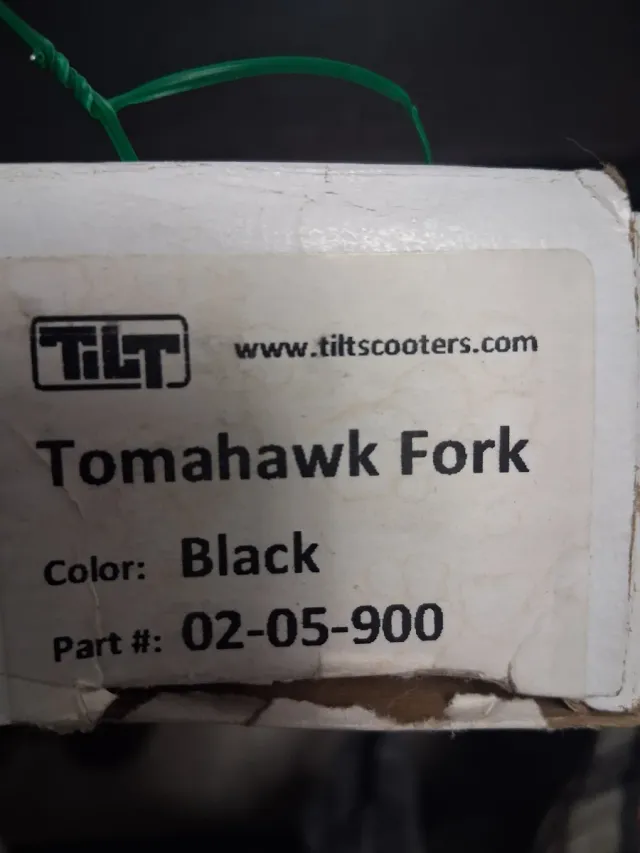 TiLT www.tiltscooters.com
Tomahawk Fork
Color: Black
Part #: 02-05-900